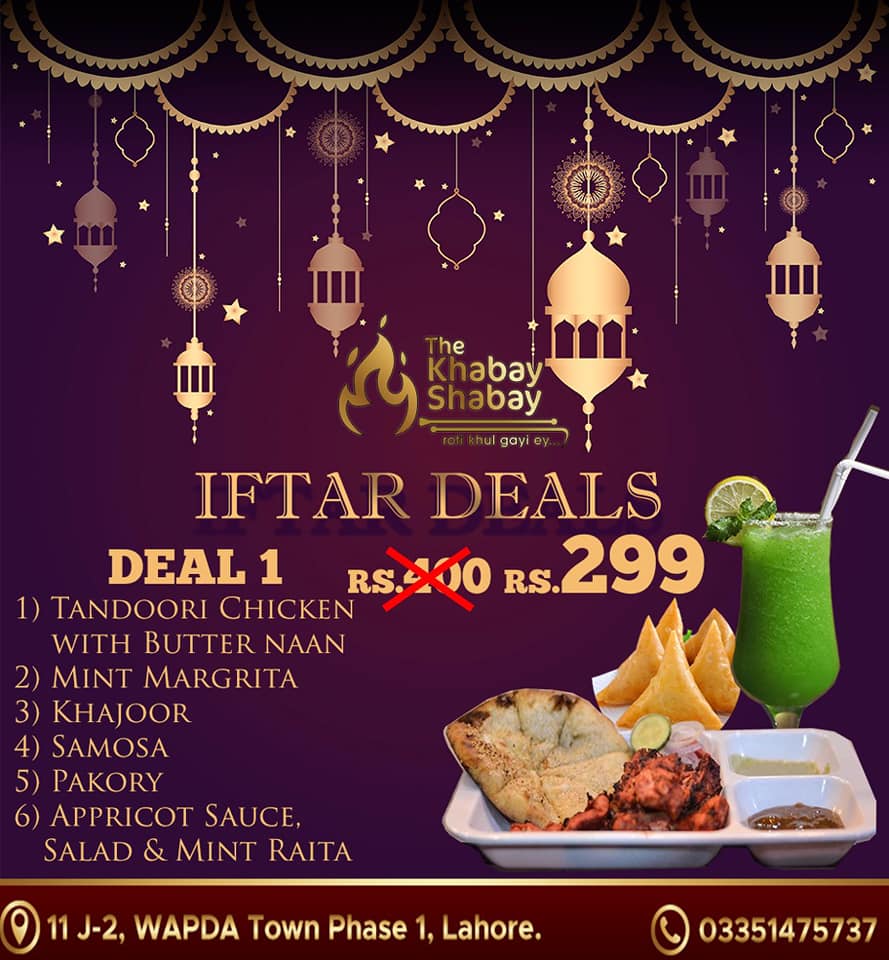 The
Khabay
Shabay
roti khul gayi ey...
IFTAR DEALS
DEAL 1 RS.400 RS.299
1) TANDOORI CHICKEN
WITH BUTTER NAAN
2) MINT MARGRITA
3) KHAJOOR
4) SAMOSA
5) PAKORY
6) APPRICOT SAUCE,
SALAD & MINT RAITA
11 J-2, WAPDA Town Phase 1, Lahore.
03351475737